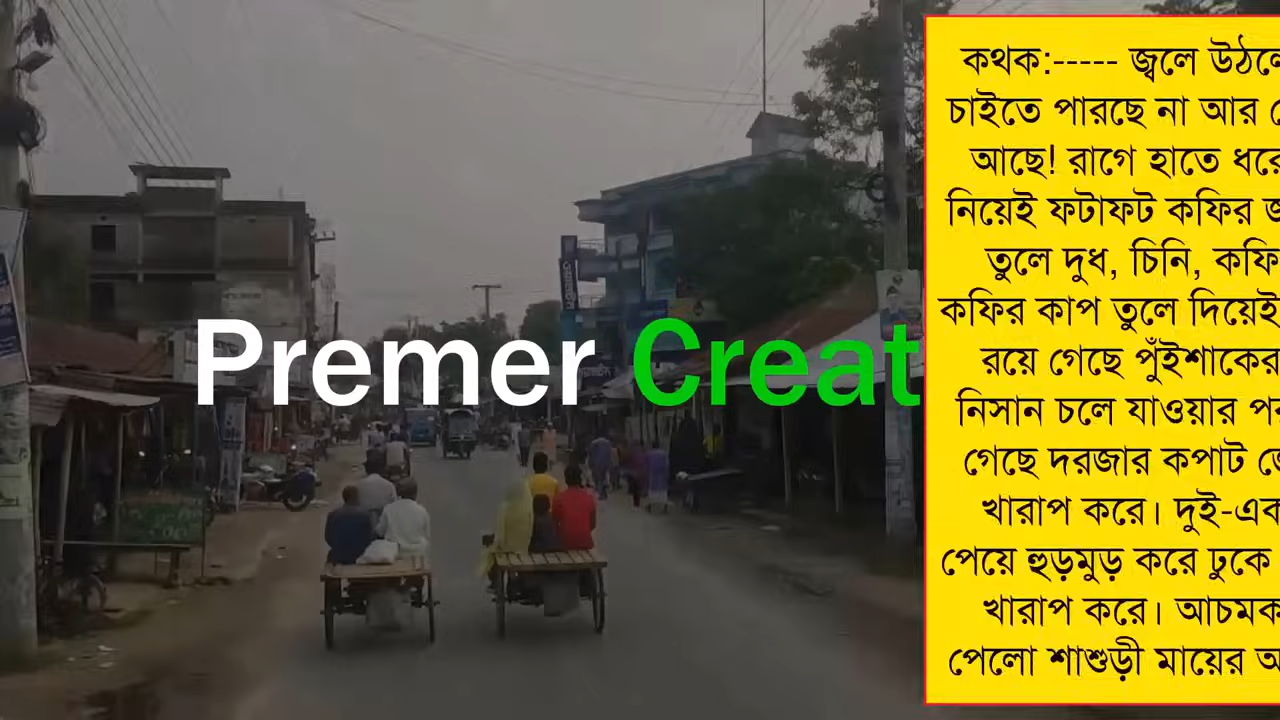 Premer Creat
কথক:----- জ্বলে উঠলে
চাইতে পারছে না আর
আছে! রাগে হাতে ধরে
নিয়েই ফটাফট কফির
তুলে দুধ, চিনি, কফি
কফির কাপ তুলে দিয়েই
রয়ে গেছে পুঁইশাকের
নিসান চলে যাওয়ার
গেছে দরজার কপাট
খারাপ করে। দুই-এক
পেয়ে হুড়মুড় করে ঢুকে
খারাপ করে। আচমক
পেলো শাশুড়ী মায়ের